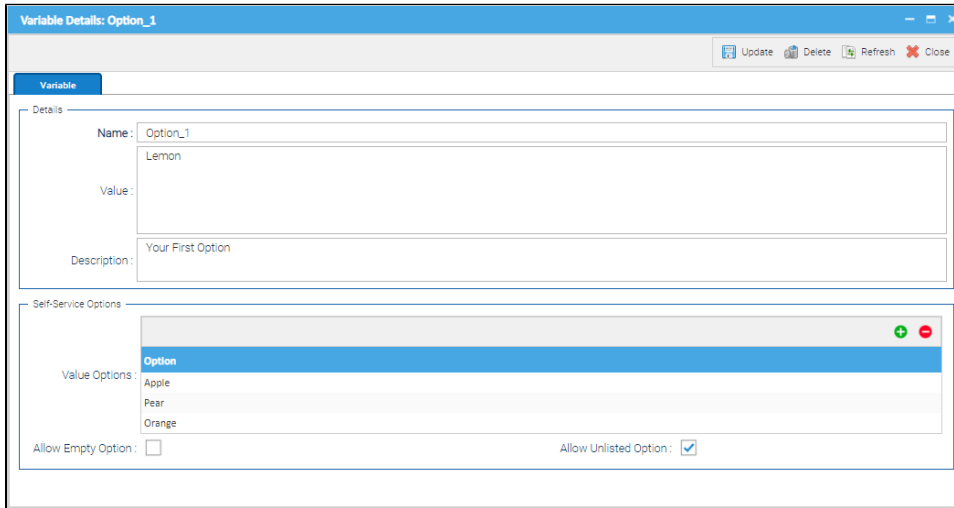 Variable Details: Option_1
Update Delete Refresh Close
Variable
Details
Name : Option_1
Value : Lemon
Description : Your First Option
Self-Service Options
Value Options :
Option
Apple
Pear
Orange
Allow Empty Option : Allow Unlisted Option :